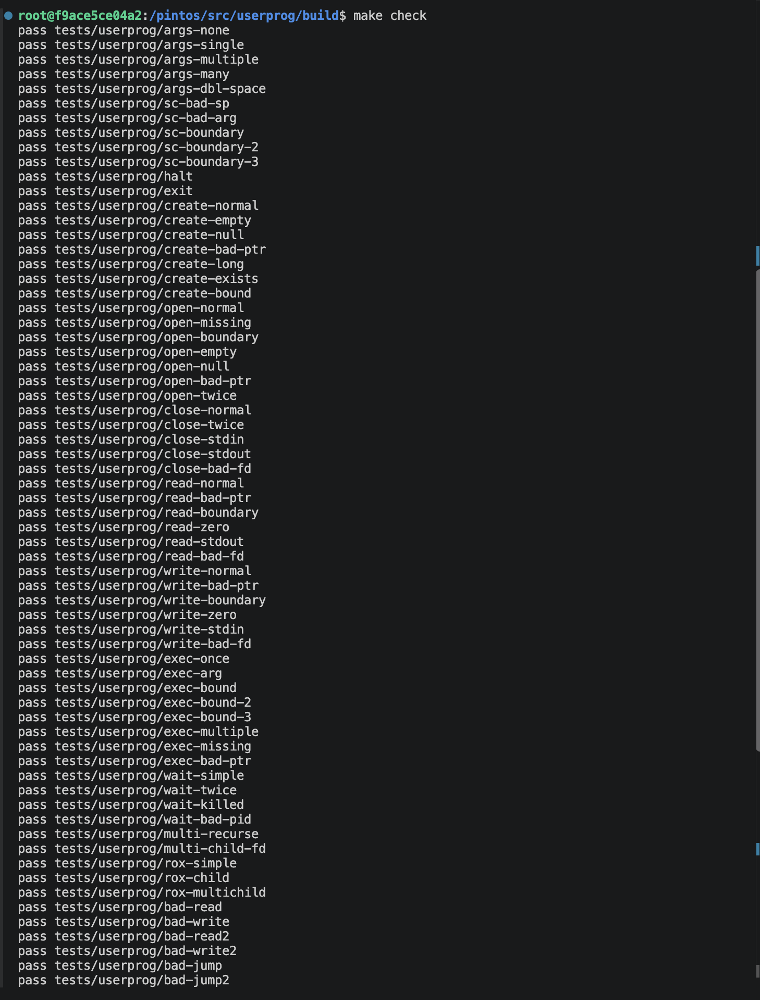 root@f9ace5ce04a2:/pintos/src/userprog/build$ make check
pass tests/userprog/args-none
pass tests/userprog/args-single
pass tests/userprog/args-multiple
pass tests/userprog/args-many
pass tests/userprog/args-dbl-space
pass tests/userprog/sc-bad-sp
pass tests/userprog/sc-bad-arg
pass tests/userprog/sc-boundary
pass tests/userprog/sc-boundary-2
pass tests/userprog/sc-boundary-3
pass tests/userprog/halt
pass tests/userprog/exit
pass tests/userprog/create-normal
pass tests/userprog/create-empty
pass tests/userprog/create-null
pass tests/userprog/create-bad-ptr
pass tests/userprog/create-long
pass tests/userprog/create-exists
pass tests/userprog/create-bound
pass tests/userprog/open-normal
pass tests/userprog/open-missing
pass tests/userprog/open-boundary
pass tests/userprog/open-empty
pass tests/userprog/open-null
pass tests/userprog/open-bad-ptr
pass tests/userprog/open-twice
pass tests/userprog/close-normal
pass tests/userprog/close-twice
pass tests/userprog/close-stdin
pass tests/userprog/close-stdout
pass tests/userprog/close-bad-fd
pass tests/userprog/read-normal
pass tests/userprog/read-bad-ptr
pass tests/userprog/read-boundary
pass tests/userprog/read-zero
pass tests/userprog/read-stdout
pass tests/userprog/read-bad-fd
pass tests/userprog/write-normal
pass tests/userprog/write-bad-ptr
pass tests/userprog/write-boundary
pass tests/userprog/write-zero
pass tests/userprog/write-stdin
pass tests/userprog/write-bad-fd
pass tests/userprog/exec-once
pass tests/userprog/exec-arg
pass tests/userprog/exec-bound
pass tests/userprog/exec-bound-2
pass tests/userprog/exec-bound-3
pass tests/userprog/exec-multiple
pass tests/userprog/exec-missing
pass tests/userprog/exec-bad-ptr
pass tests/userprog/wait-simple
pass tests/userprog/wait-twice
pass tests/userprog/wait-killed
pass tests/userprog/wait-bad-pid
pass tests/userprog/multi-recurse
pass tests/userprog/multi-child-fd
pass tests/userprog/rox-simple
pass tests/userprog/rox-child
pass tests/userprog/rox-multichild
pass tests/userprog/bad-read
pass tests/userprog/bad-write
pass tests/userprog/bad-read2
pass tests/userprog/bad-write2
pass tests/userprog/bad-jump
pass tests/userprog/bad-jump2